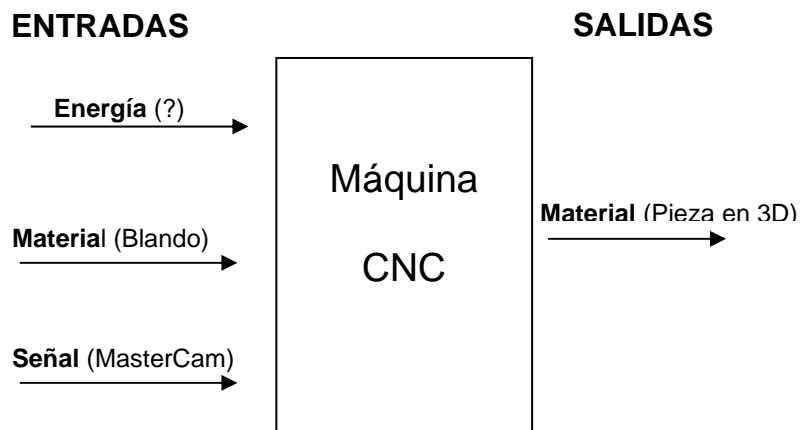 ENTRADAS
SALIDAS
Energía (?)
Máquina
CNC
Material (Pieza en 3D)
Material (Blando)
Señal (MasterCam)